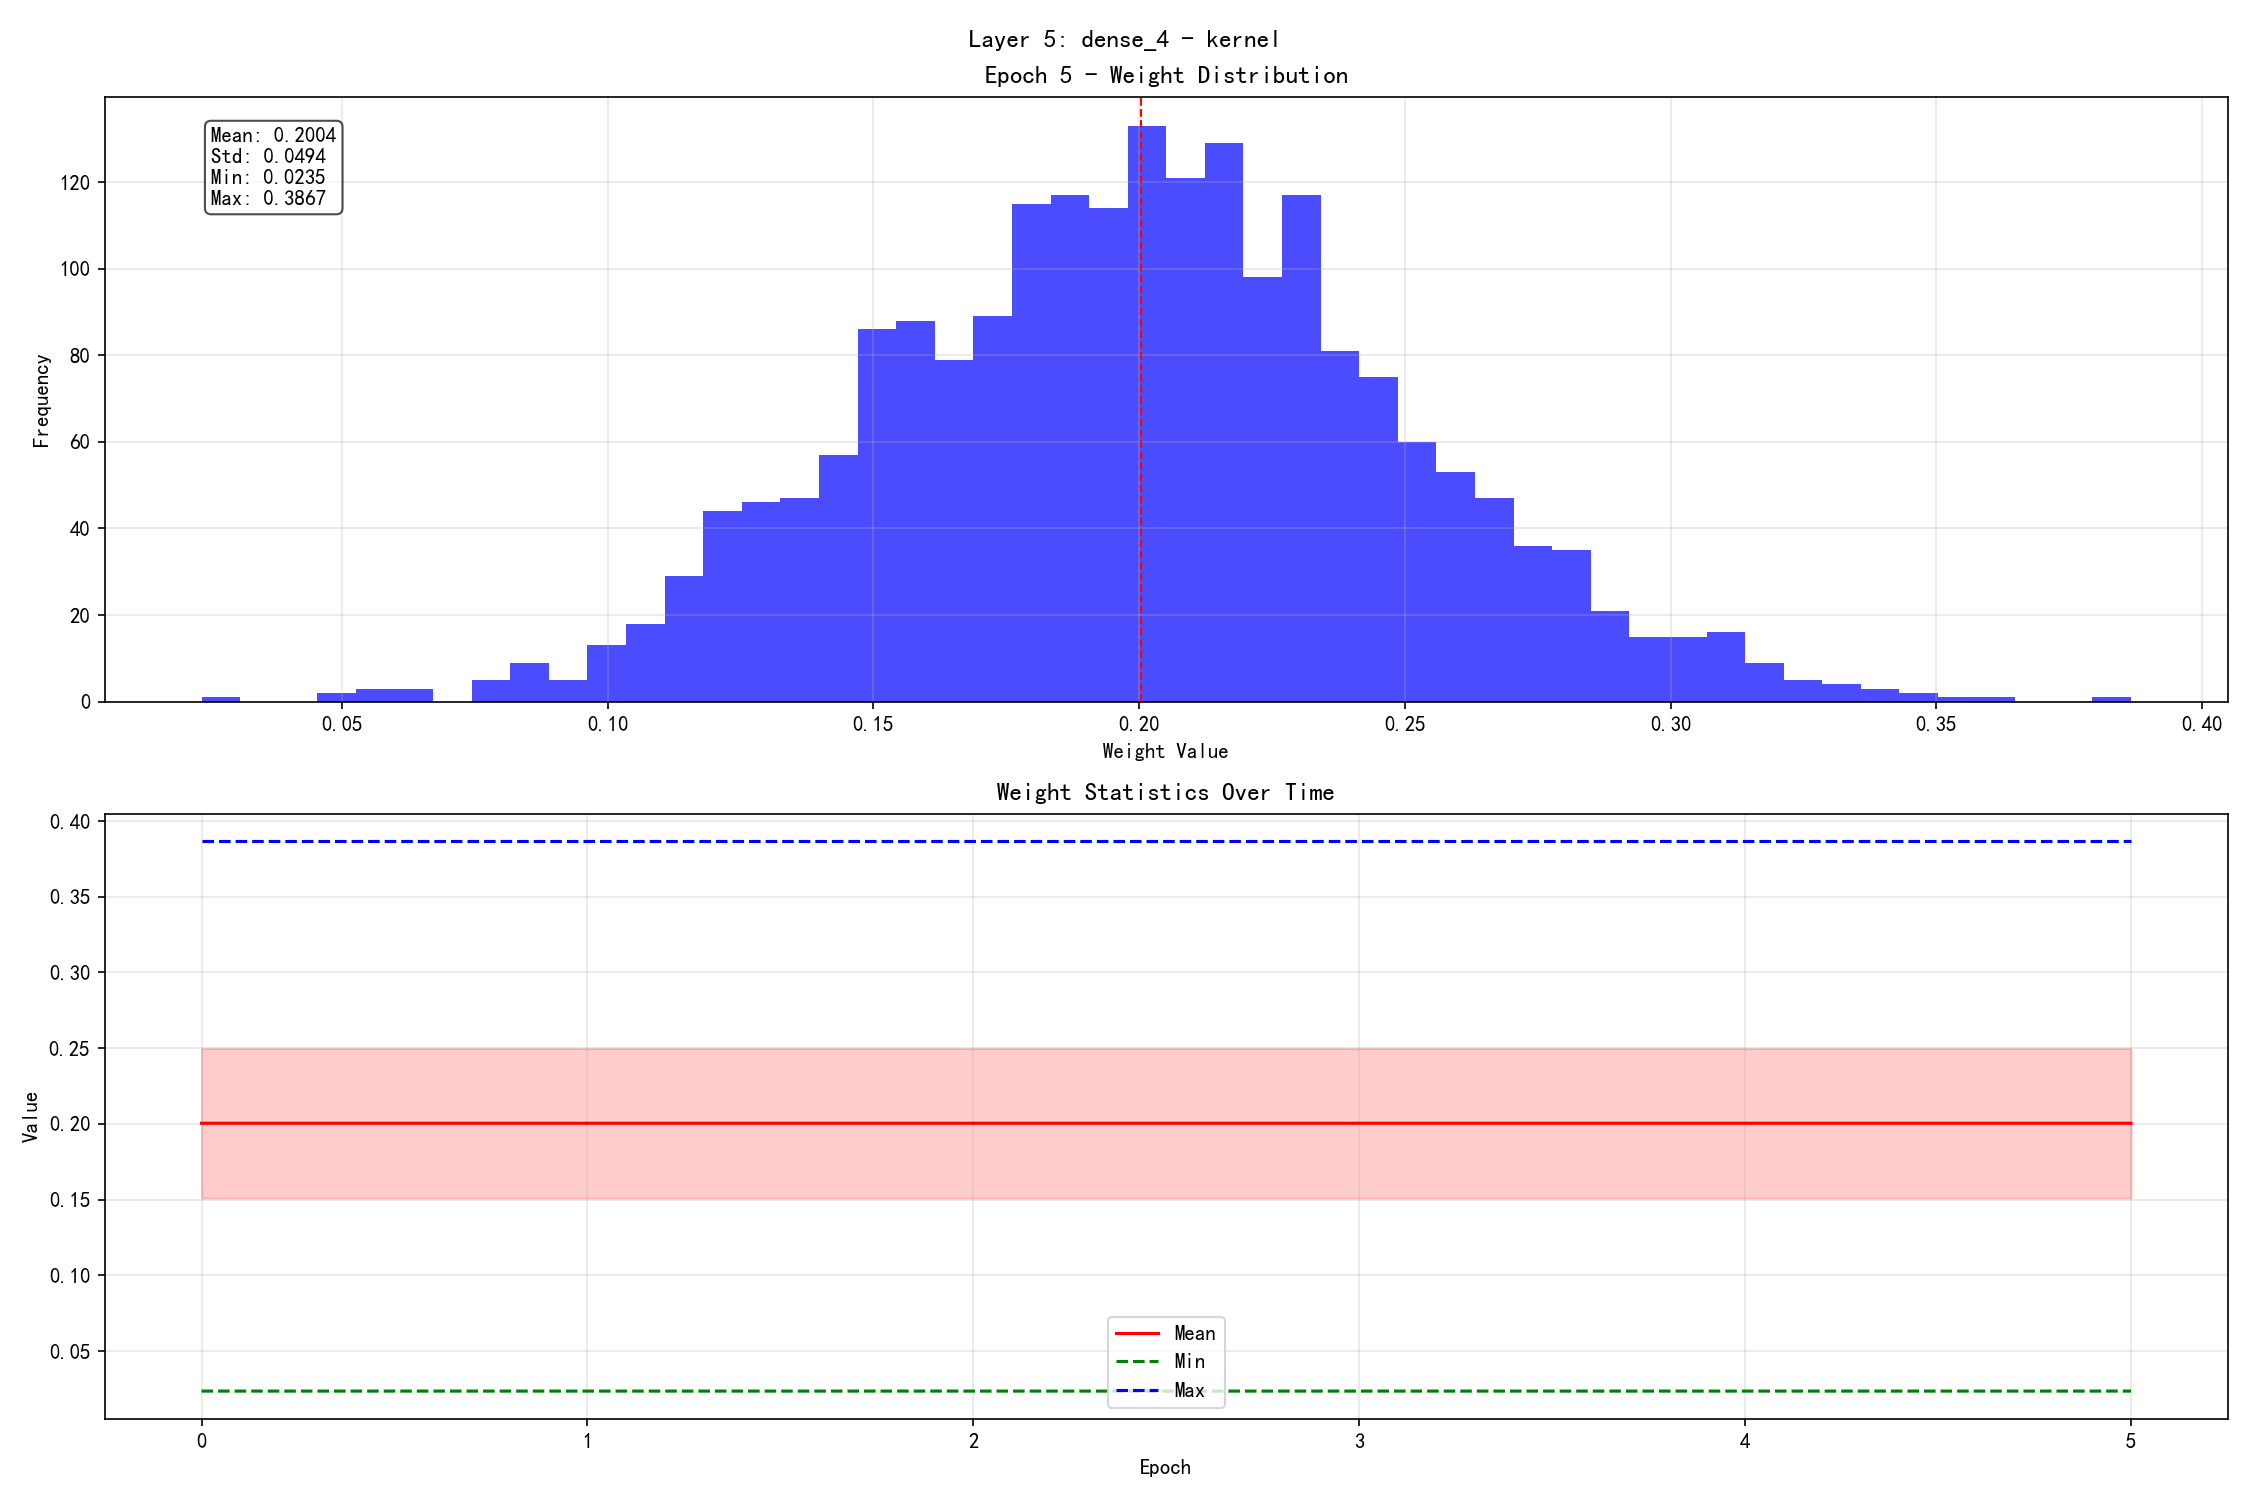 Layer 5: dense_4 - kernel
Epoch 5 - Weight Distribution
Mean: 0.2004
Std: 0.0494
Min: 0.0235
Max: 0.3867
120
100
80
60
40
20
0
Frequency
0.05 0.10 0.15 0.20 0.25 0.30 0.35 0.40
Weight Value
Weight Statistics Over Time
0.40
0.35
0.30
0.25
0.20
0.15
0.10
0.05
Value
Mean
Min
Max
0 1 2 3 4 5
Epoch